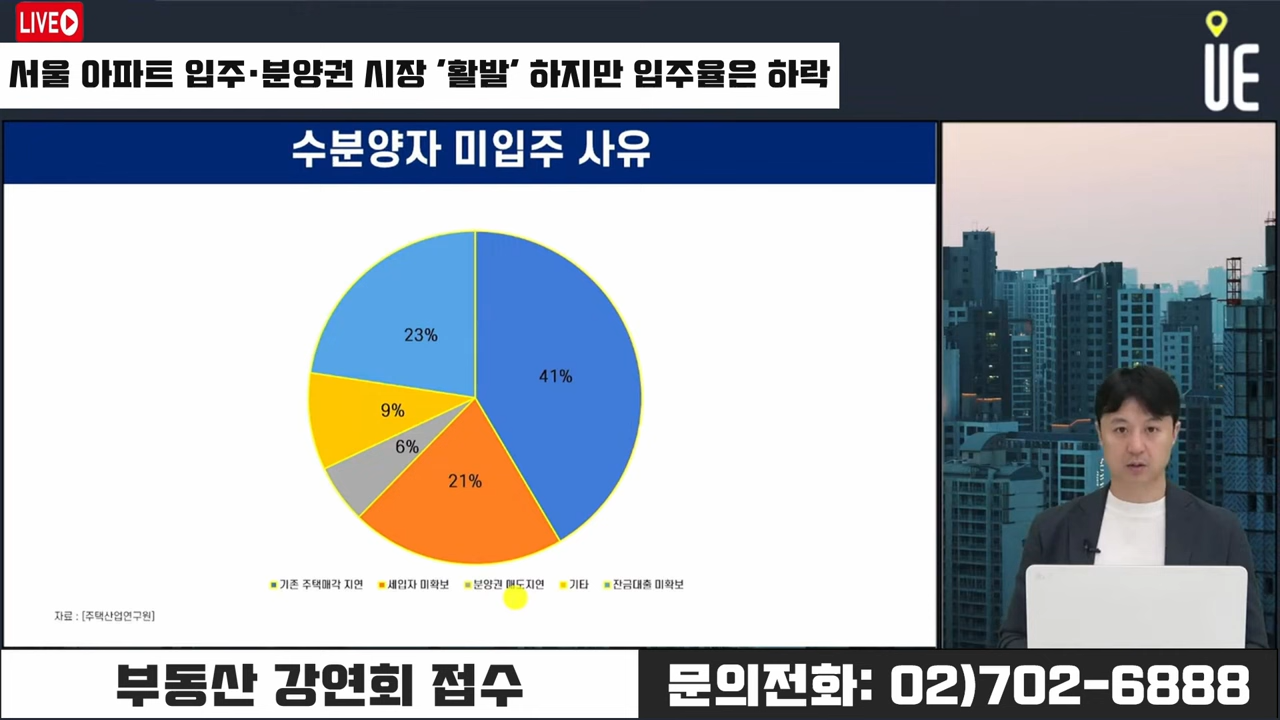 LIVE
서울 아파트 입주·분양권 시장 '활발' 하지만 입주율은 하락
UE
수분양자 미입주 사유
23%
41%
9%
6%
21%
기존 주택매각 지연 세입자 미확보 분양권 매도지연 기타 잔금대출 미확보
자료 : [주택산업연구원]
부동산 강연회 접수
문의전화: 02)702-6888